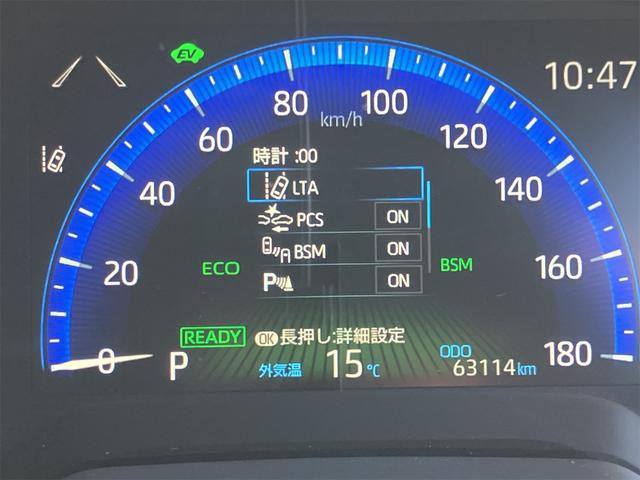 EV
10:47
80
100
km/h
60
120
時計 :00
40
LTA
140
PCS ON
BSM ON
20
ECO
BSM
160
P ON
READY
OK 長押し:詳細設定
0
P
外気温 15 ℃
ODO
63114 km
180